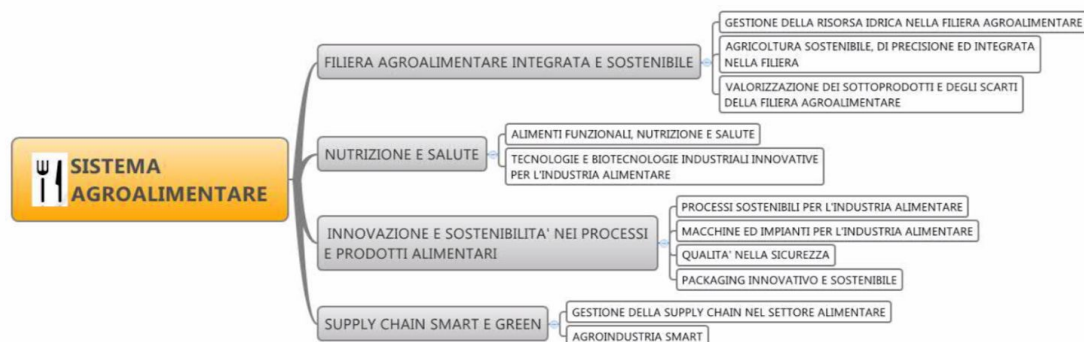 SISTEMA
AGROALIMENTARE
FILIERA AGROALIMENTARE INTEGRATA E SOSTENIBILE
GESTIONE DELLA RISORSA IDRICA NELLA FILIERA AGROALIMENTARE
AGRICOLTURA SOSTENIBILE, DI PRECISIONE ED INTEGRATA
NELLA FILIERA
VALORIZZAZIONE DEI SOTTOPRODOTTI E DEGLI SCARTI
DELLA FILIERA AGROALIMENTARE
NUTRIZIONE E SALUTE
ALIMENTI FUNZIONALI, NUTRIZIONE E SALUTE
TECNOLOGIE E BIOTECNOLOGIE INDUSTRIALI INNOVATIVE
PER L'INDUSTRIA ALIMENTARE
INNOVAZIONE E SOSTENIBILITA' NEI PROCESSI
E PRODOTTI ALIMENTARI
PROCESSI SOSTENIBILI PER L'INDUSTRIA ALIMENTARE
MACCHINE ED IMPIANTI PER L'INDUSTRIA ALIMENTARE
QUALITA' NELLA SICUREZZA
PACKAGING INNOVATIVO E SOSTENIBILE
SUPPLY CHAIN SMART E GREEN
GESTIONE DELLA SUPPLY CHAIN NEL SETTORE ALIMENTARE
AGROINDUSTRIA SMART